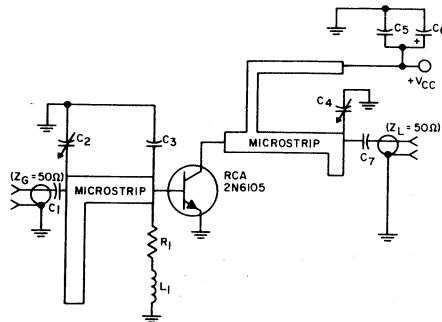 C5
C6
+
+VCC
C2
C3
C4
(ZG = 50Ω)
MICROSTRIP
C1
RCA
2N6105
MICROSTRIP
(ZL = 50Ω)
C7
R1
L1